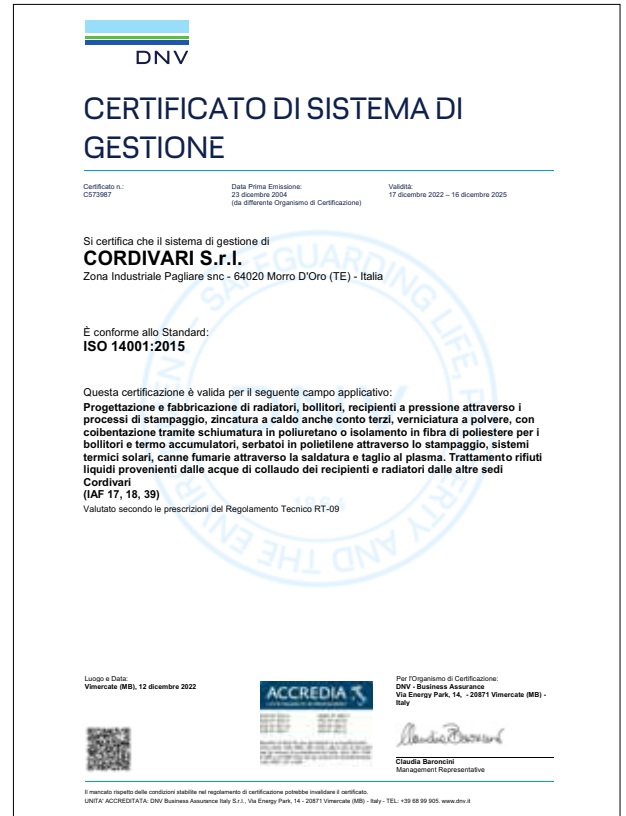 DNV
CERTIFICATO DI SISTEMA DI
GESTIONE
Certificato n.:
C573987
Data Prima Emissione:
23 dicembre 2004
(da differente Organismo di Certificazione)
Validità:
17 dicembre 2022 – 16 dicembre 2025
Si certifica che il sistema di gestione di
CORDIVARI S.r.l.
Zona Industriale Pagliare snc - 64020 Morro D'Oro (TE) - Italia
È conforme allo Standard:
ISO 14001:2015
Questa certificazione è valida per il seguente campo applicativo:
Progettazione e fabbricazione di radiatori, bollitori, recipienti a pressione attraverso i
processi di stampaggio, zincatura a caldo anche conto terzi, verniciatura a polvere, con
coibentazione tramite schiumatura in poliuretano o isolamento in fibra di poliestere per i
bollitori e termo accumulatori, serbatoi in polietilene attraverso lo stampaggio, sistemi
termici solari, canne fumarie attraverso la saldatura e taglio al plasma. Trattamento rifiuti
liquidi provenienti dalle acque di collaudo dei recipienti e radiatori dalle altre sedi
Cordivari
(IAF 17, 18, 39)
Valutato secondo le prescrizioni del Regolamento Tecnico RT-09
Luogo e Data:
Vimercate (MB), 12 dicembre 2022
ACCREDIA
Per l'Organismo di Certificazione:
DNV - Business Assurance
Via Energy Park, 14, - 20871 Vimercate (MB) -
Italy
Claudia Baroncini
Management Representative
Il mancato rispetto delle condizioni stabilite nel regolamento di certificazione potrebbe invalidare il certificato.
UNITA' ACCREDITATA: DNV Business Assurance Italy S.r.l., Via Energy Park, 14 - 20871 Vimercate (MB) - Italy - TEL: +39 68 99 905. www.dnv.it